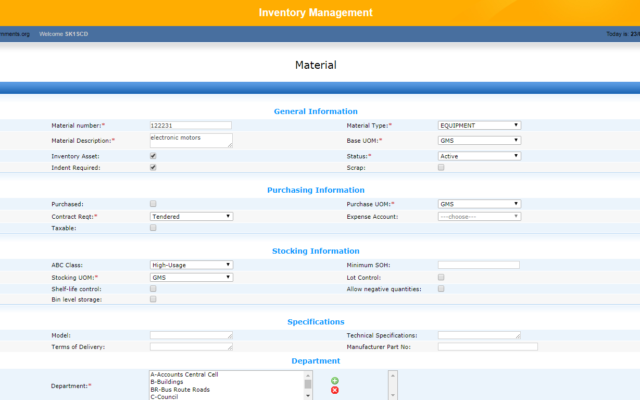 Inventory Management
nments.org Welcome SK1SCD Today is: 23/
Material
General Information
Material number:* 122231 Material Type:* EQUIPMENT
Material Description:* electronic motors Base UOM:* GMS
Inventory Asset: Status:* Active
Indent Required: Scrap:
Purchasing Information
Purchased: Purchase UOM:* GMS
Contract Reqt:* Tendered Expense Account: ---choose---
Taxable:
Stocking Information
ABC Class: High-Usage Minimum SOH:
Stocking UOM:* GMS Lot Control:
Shelf-life control: Allow negative quantities:
Bin level storage:
Specifications
Model: Technical Specifications:
Terms of Delivery: Manufacturer Part No:
Department
Department:* A-Accounts Central Cell
B-Buildings
BR-Bus Route Roads
C-Council